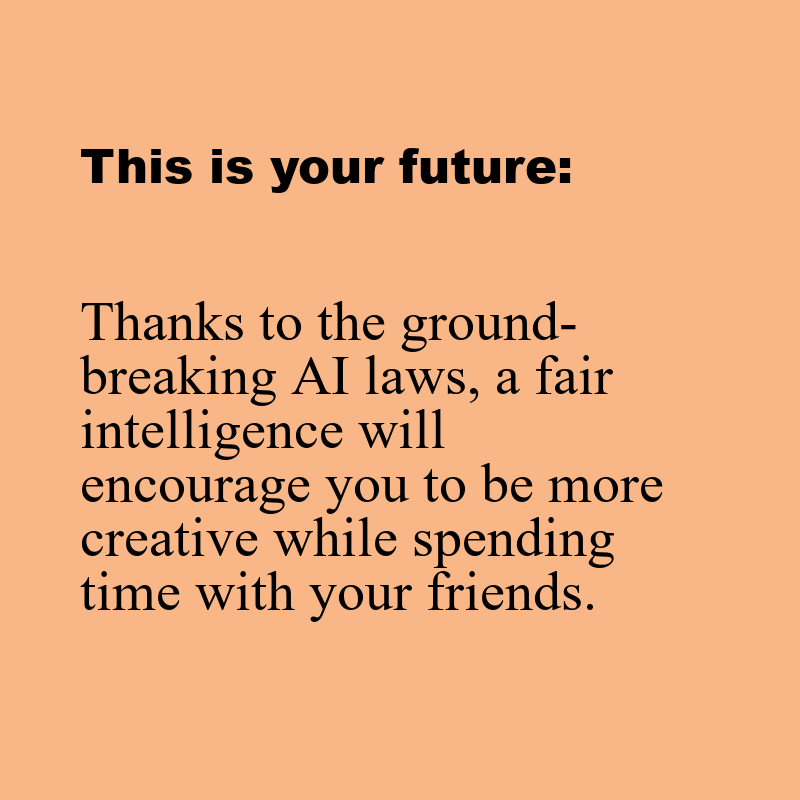 This is your future:
Thanks to the ground-
breaking AI laws, a fair
intelligence will
encourage you to be more
creative while spending
time with your friends.